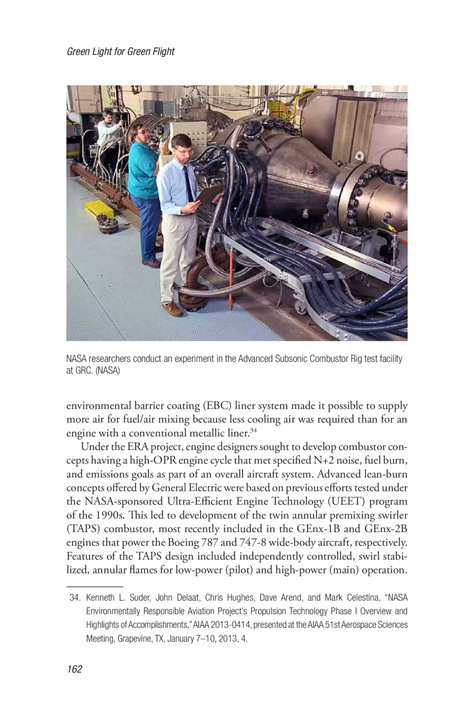 Green Light for Green Flight
NASA researchers conduct an experiment in the Advanced Subsonic Combustor Rig test facility
at GRC. (NASA)
environmental barrier coating (EBC) liner system made it possible to supply
more air for fuel/air mixing because less cooling air was required than for an
engine with a conventional metallic liner.34
Under the ERA project, engine designers sought to develop combustor con-
cepts having a high-OPR engine cycle that met specified N+2 noise, fuel burn,
and emissions goals as part of an overall aircraft system. Advanced lean-burn
concepts offered by General Electric were based on previous efforts tested under
the NASA-sponsored Ultra-Efficient Engine Technology (UEET) program
of the 1990s. This led to development of the twin annular premixing swirler
(TAPS) combustor, most recently included in the GEnx-1B and GEnx-2B
engines that power the Boeing 787 and 747-8 wide-body aircraft, respectively.
Features of the TAPS design included independently controlled, swirl stabi-
lized, annular flames for low-power (pilot) and high-power (main) operation.
34. Kenneth L. Suder, John Delaat, Chris Hughes, Dave Arend, and Mark Celestina, “NASA
Environmentally Responsible Aviation Project’s Propulsion Technology Phase I Overview and
Highlights of Accomplishments,” AIAA 2013-0414, presented at the AIAA 51st Aerospace Sciences
Meeting, Grapevine, TX, January 7–10, 2013, 4.
162